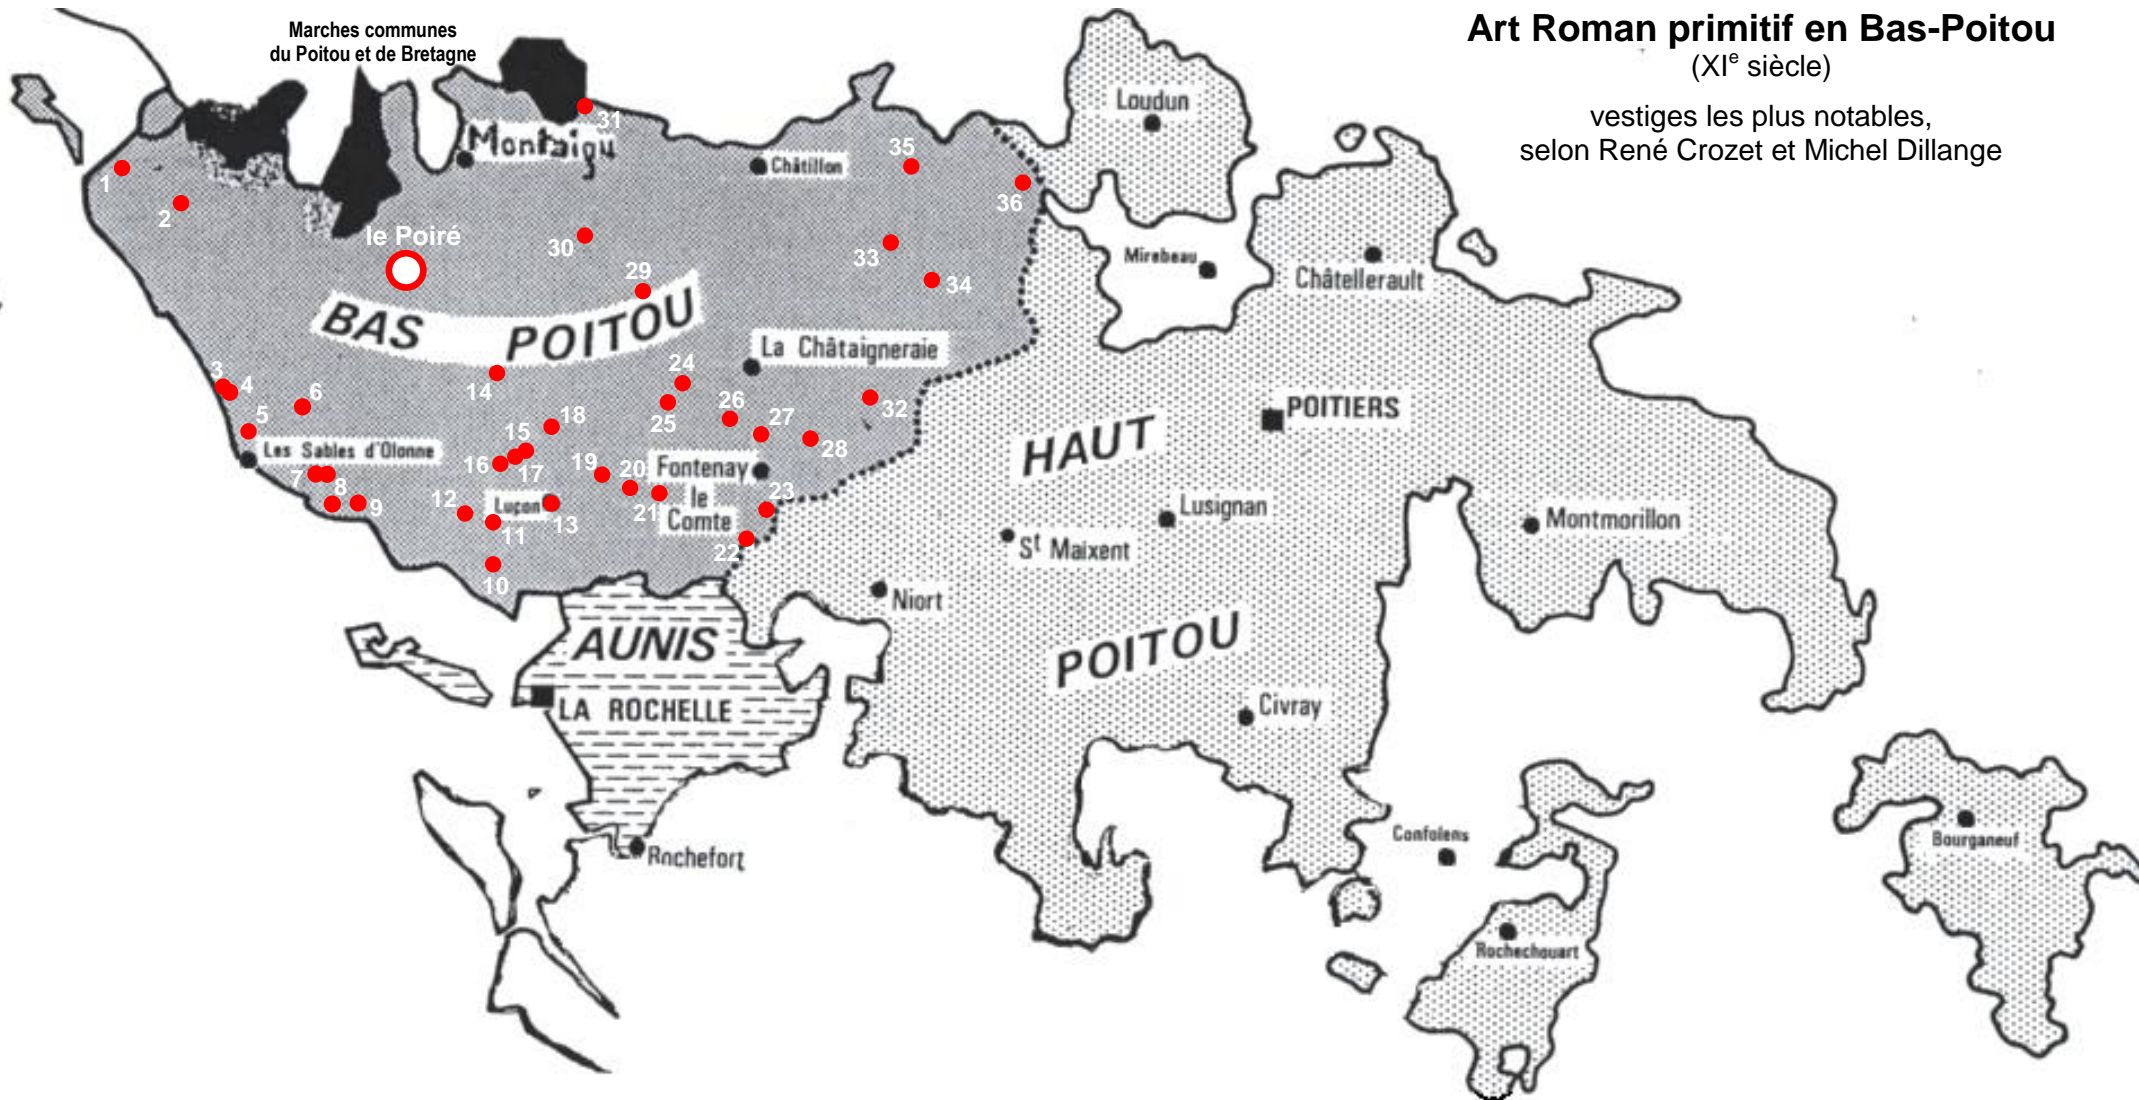 Marches communes
du Poitou et de Bretagne
Art Roman primitif en Bas-Poitou
(XIe siècle)
vestiges les plus notables,
selon René Crozet et Michel Dillange
Loudun
31
Montaigu
Châtillon
35
1
2
36
le Poiré
30
33
29
34
Mirebeau
Châtellerault
BAS POITOU
La Châtaigneraie
3
4
6
14
24
5
25
26
32
POITIERS
HAUT
18
27
15
28
Les Sables d'Olonne
16
17
7
19
20
Fontenay
le
Comte
8
9
12
Luçon
13
21
23
11
22
10
Lusignan
St Maixent
Montmorillon
Niort
AUNIS
POITOU
LA ROCHELLE
Civray
Rochefort
Confolens
Bourganeuf
Rochechouart